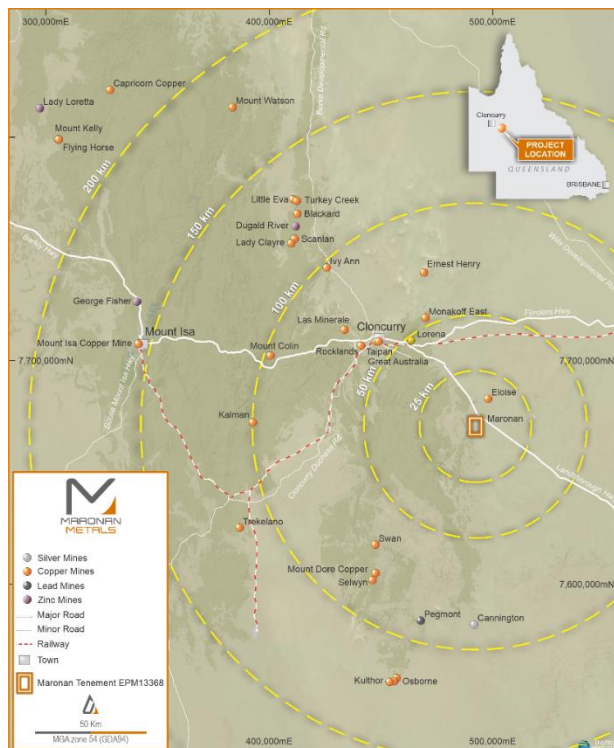 300,000mE
400,000mE
500,000mE
Capricorn Copper
Lady Loretta
Mount Watson
Mount Kelly
Flying Horse
200 km
150 km
100 km
50 km
25 km
Cloncurry
PROJECT
LOCATION
QUEENSLAND
BRISBANE
Little Eva
Turkey Creek
Blackard
Dugald River
Scanlan
Lady Clayre
Ivy Ann
Ernest Henry
George Fisher
Monakoff East
Las Minerale
Cloncurry
Lorena
Flinders Hwy.
Mount Isa
Mount Isa Copper Mine
Mount Colin
Rocklands
Taipan
Great Australia
7,700,000mN
7,700,000mN
Eloise
Maronan
Kalman
Trekelano
Swan
Mount Dore Copper
Selwyn
7,600,000mN
Pegmont
Cannington
Kulthor
Osborne
MARONAN
METALS
Silver Mines
Copper Mines
Lead Mines
Zinc Mines
Major Road
Minor Road
Railway
Town
Maronan Tenement EPM13368
50 Km
MGA zone 54 (GDA94)
400,000mE
500,000mE